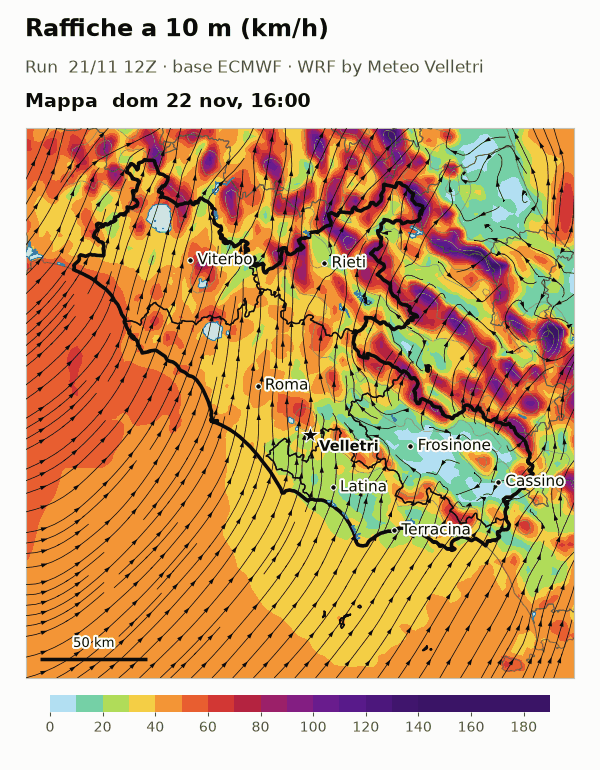 Raffiche a 10 m (km/h)
Run  21/11 12Z · base ECMWF · WRF by Meteo Velletri
Mappa  dom 22 nov, 16:00
Viterbo
Rieti
Roma
Velletri
Frosinone
Cassino
Latina
Terracina
50 km
0 20 40 60 80 100 120 140 160 180